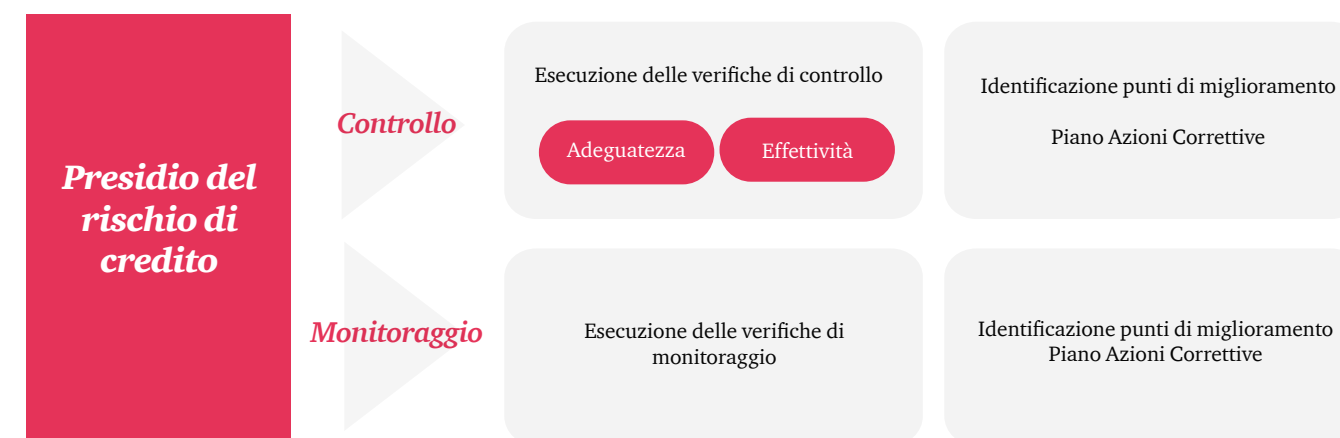 Presidio del
rischio di
credito
Controllo
Esecuzione delle verifiche di controllo
Adeguatezza
Effettività
Identificazione punti di miglioramento
Piano Azioni Correttive
Monitoraggio
Esecuzione delle verifiche di
monitoraggio
Identificazione punti di miglioramento
Piano Azioni Correttive